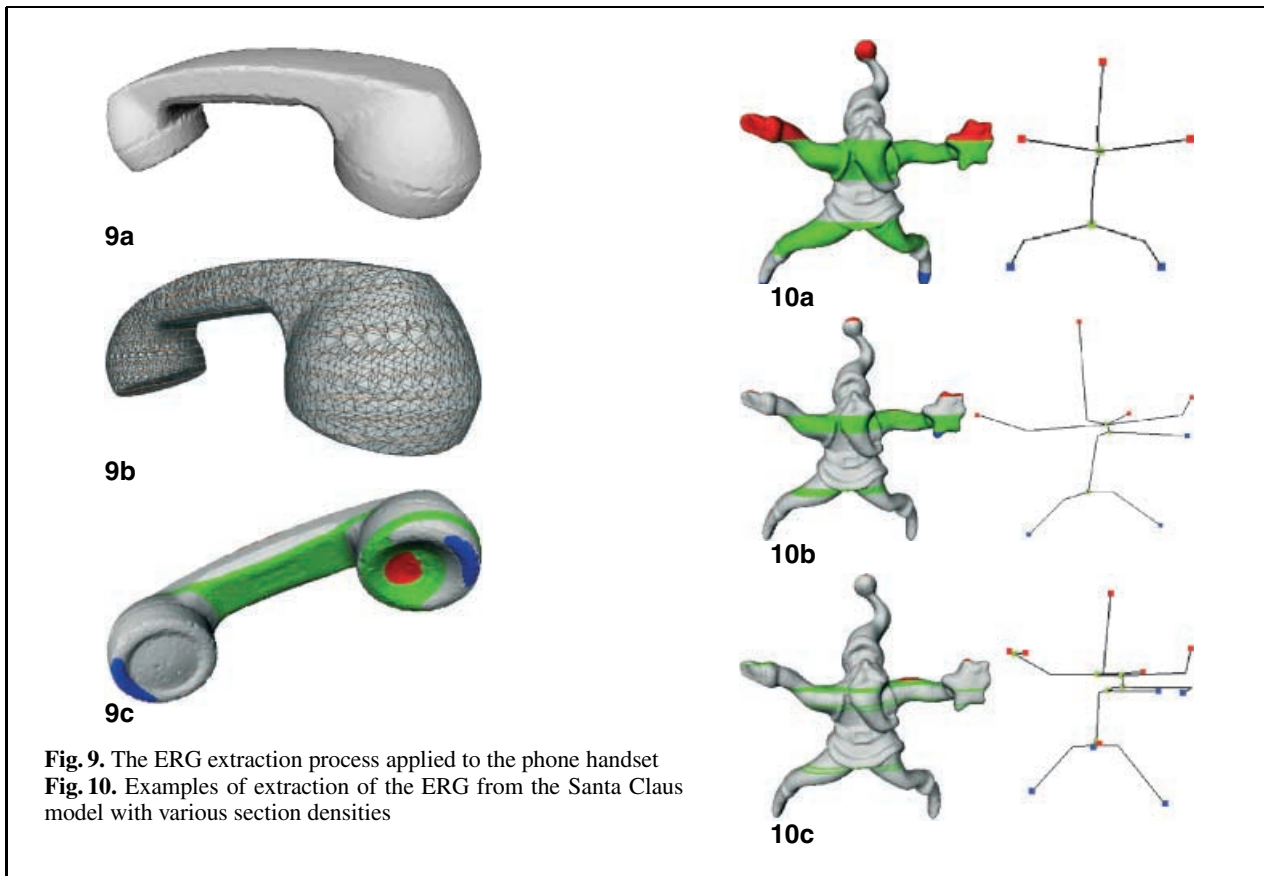 9a
9b
9c
Fig. 9. The ERG extraction process applied to the phone handset
Fig. 10. Examples of extraction of the ERG from the Santa Claus
model with various section densities
10a
10b
10c